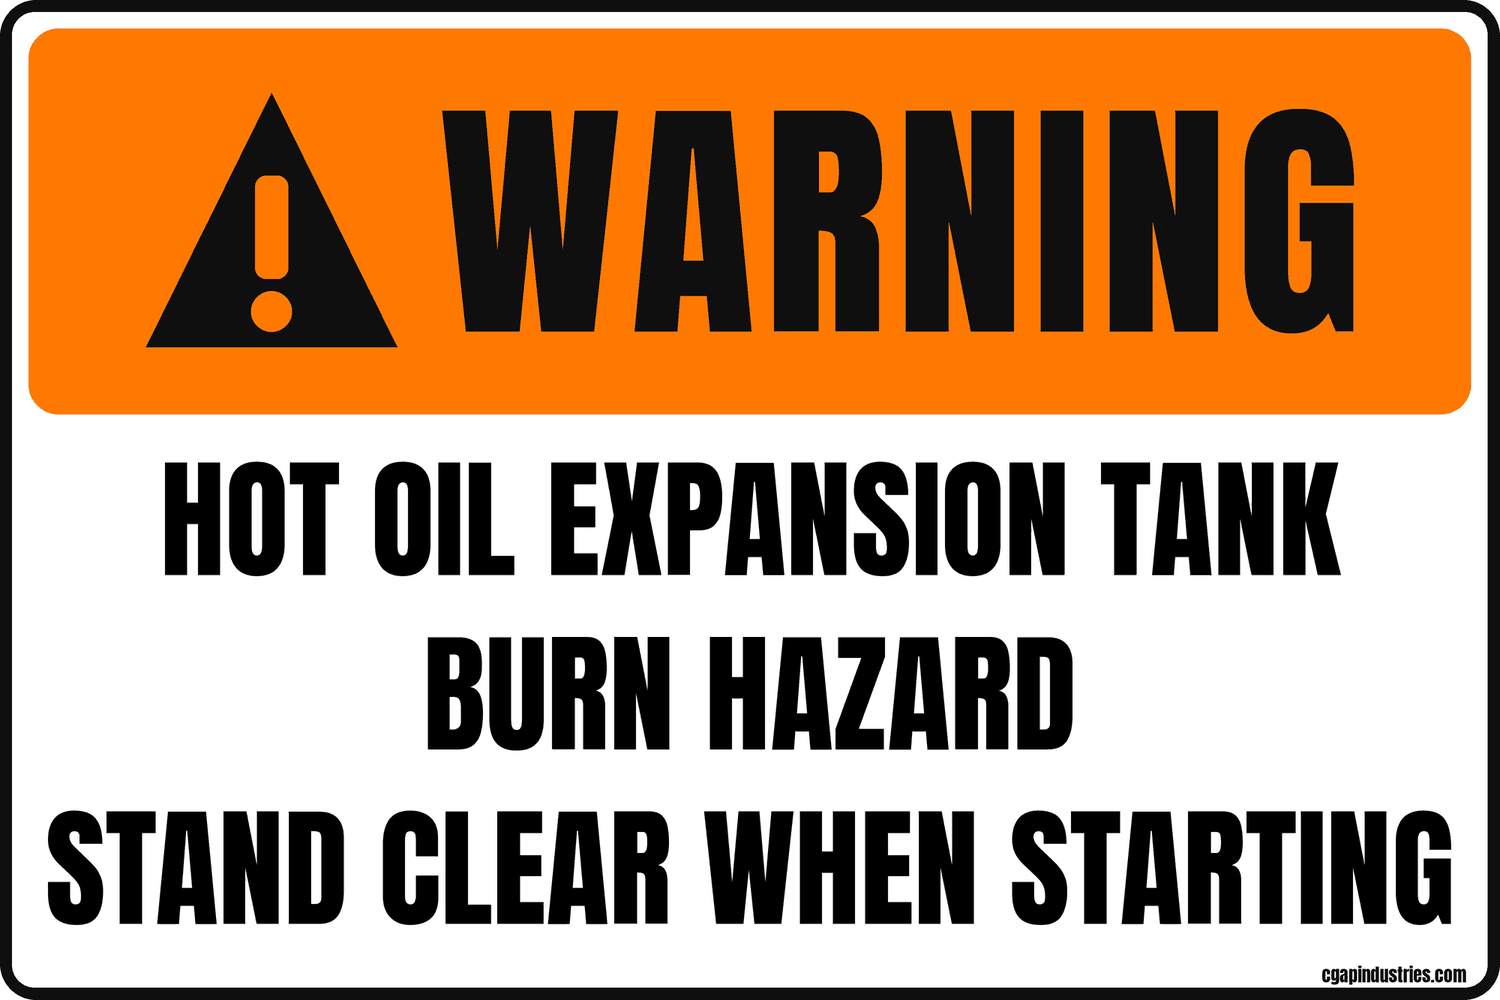 WARNING
HOT OIL EXPANSION TANK
BURN HAZARD
STAND CLEAR WHEN STARTING
cgapindustries.com